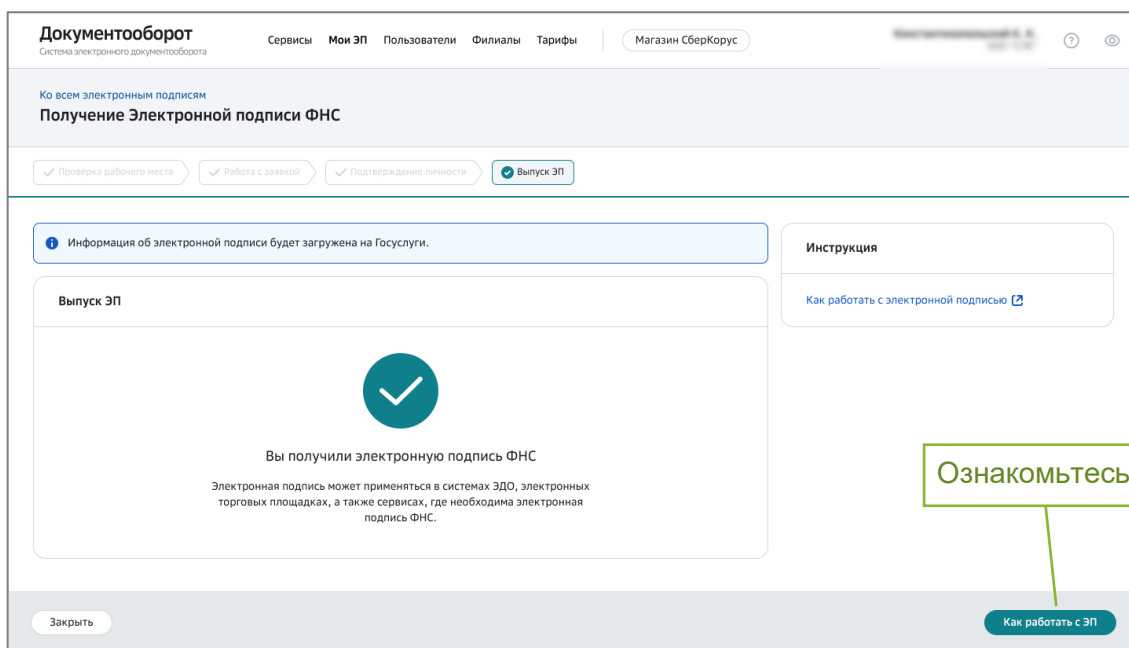 Документооборот
Система электронного документооборота
Сервисы Мои ЭП Пользователи Филиалы Тарифы Магазин СберКорус
Ко всем электронным подписям
Получение Электронной подписи ФНС
Проверка рабочего места Работа с заявкой Подтверждение личности Выпуск ЭП
Информация об электронной подписи будет загружена на Госуслуги.
Инструкция
Как работать с электронной подписью
Выпуск ЭП
Вы получили электронную подпись ФНС
Электронная подпись может применяться в системах ЭДО, электронных
торговых площадках, а также сервисах, где необходима электронная
подпись ФНС.
Ознакомьтесь
Закрыть
Как работать с ЭП